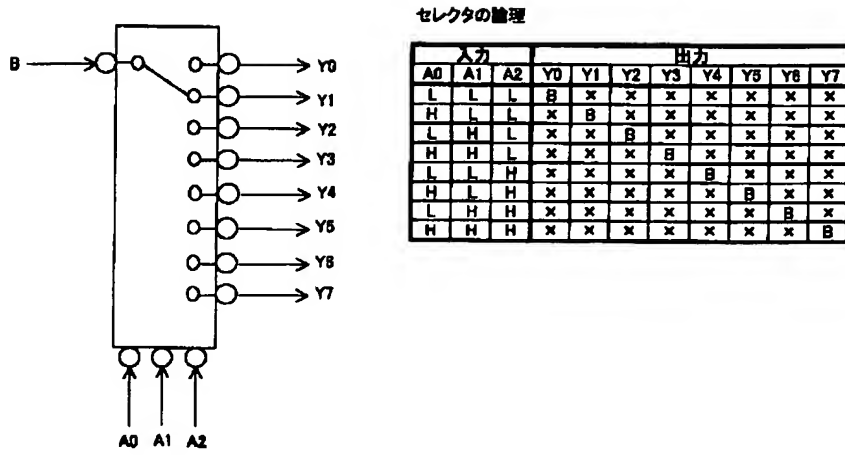 セレクタの論理
B
Y0
Y1
Y2
Y3
Y4
Y5
Y6
Y7
A0 A1 A2
入力 出力
A0 A1 A2 Y0 Y1 Y2 Y3 Y4 Y5 Y6 Y7
L L L B × × × × × × ×
H L L × B × × × × × ×
L H L × × B × × × × ×
H H L × × × B × × × ×
L L H × × × × B × × ×
H L H × × × × × B × ×
L H H × × × × × × B ×
H H H × × × × × × × B